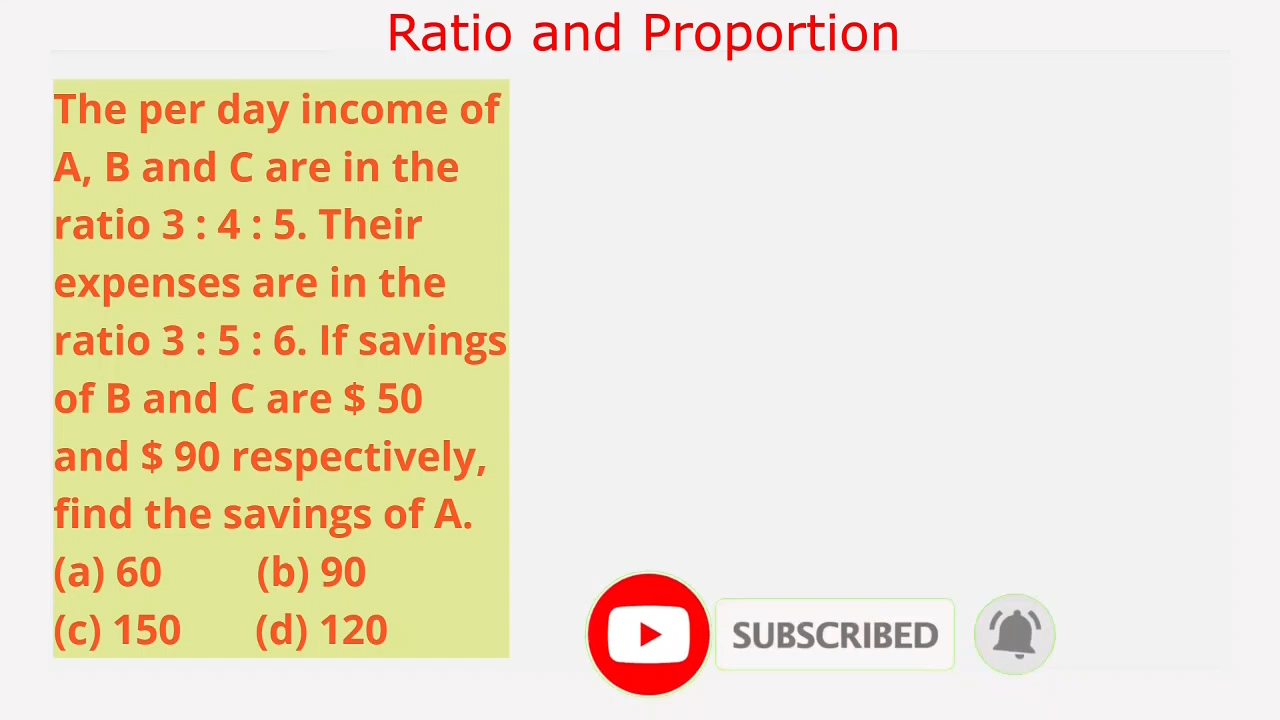 Ratio and Proportion
The per day income of
A, B and C are in the
ratio 3 : 4 : 5. Their
expenses are in the
ratio 3 : 5 : 6. If savings
of B and C are $ 50
and $ 90 respectively,
find the savings of A.
(a) 60 (b) 90
(c) 150 (d) 120
SUBSCRIBED